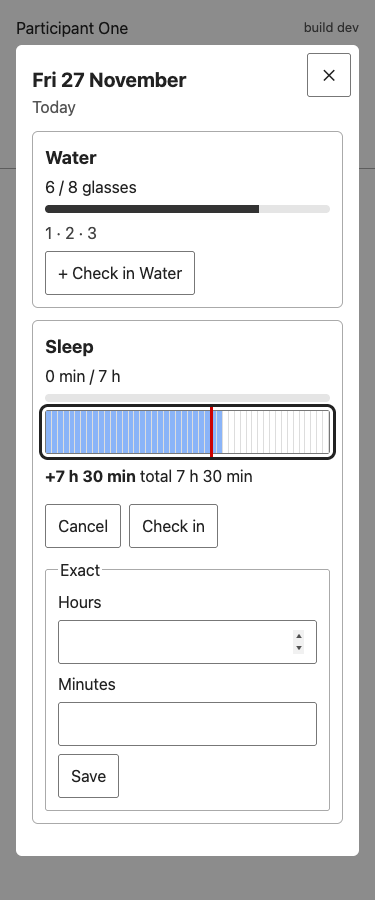 Participant One
build dev
Fri 27 November
Today
Water
6 / 8 glasses
1 · 2 · 3
+ Check in Water
Sleep
0 min / 7 h
+7 h 30 min total 7 h 30 min
Cancel
Check in
Exact
Hours
Minutes
Save